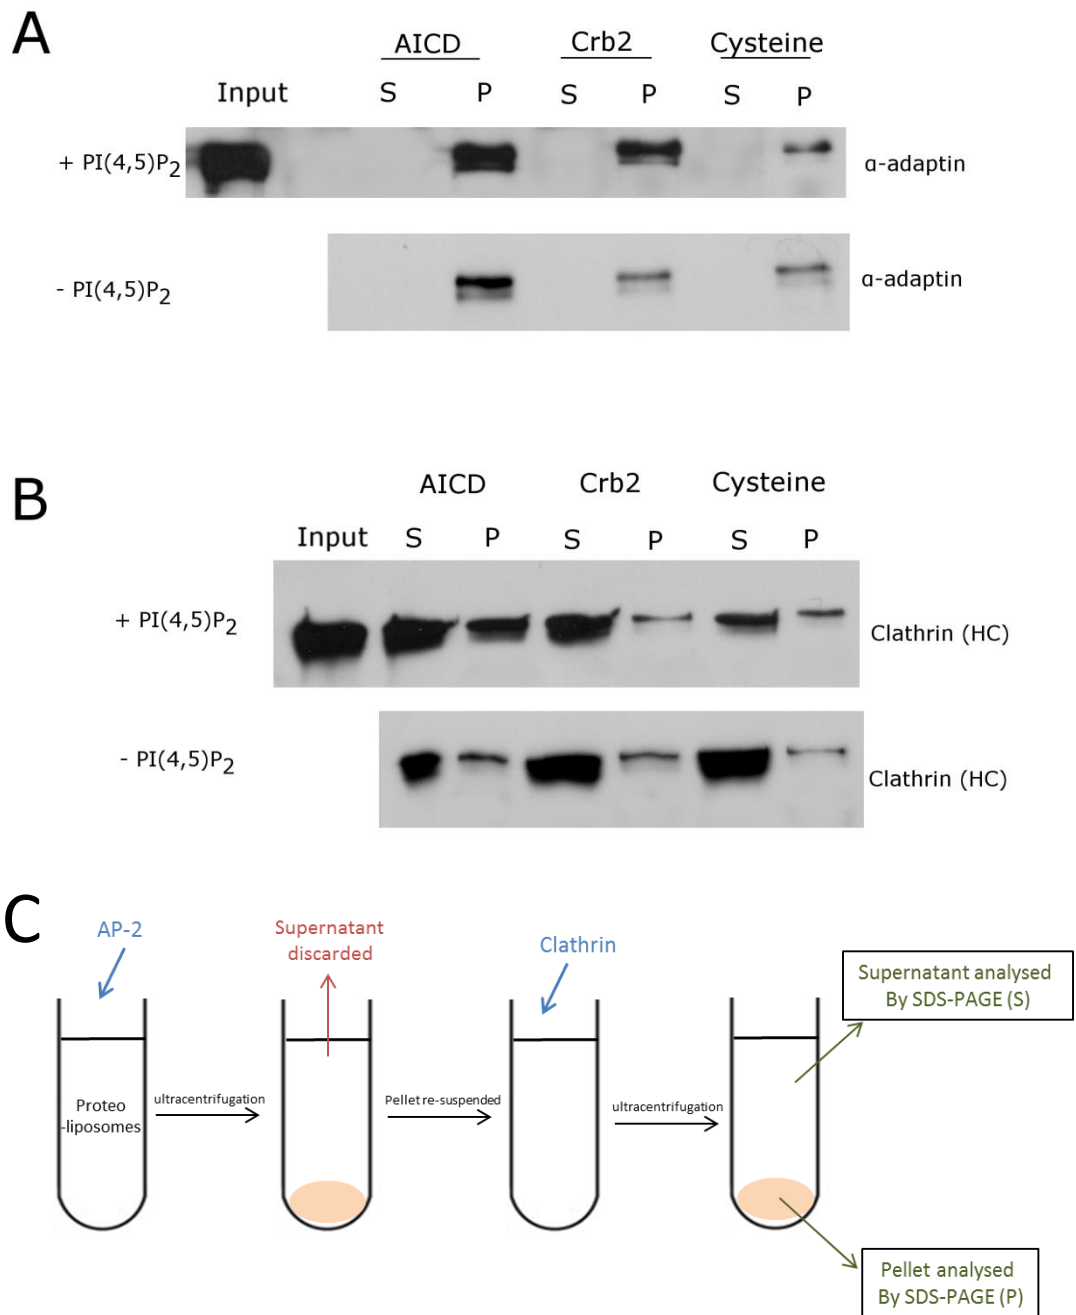 A
AICD Crb2 Cysteine
Input S P S P S P
+ PI(4,5)P2 α-adaptin
- PI(4,5)P2 α-adaptin
B
AICD Crb2 Cysteine
Input S P S P S P
+ PI(4,5)P2 Clathrin (HC)
- PI(4,5)P2 Clathrin (HC)
C
AP-2
Supernatant
discarded
Clathrin
Supernatant analysed
By SDS-PAGE (S)
Proteo
-liposomes
ultracentrifugation
Pellet re-suspended
ultracentrifugation
Pellet analysed
By SDS-PAGE (P)